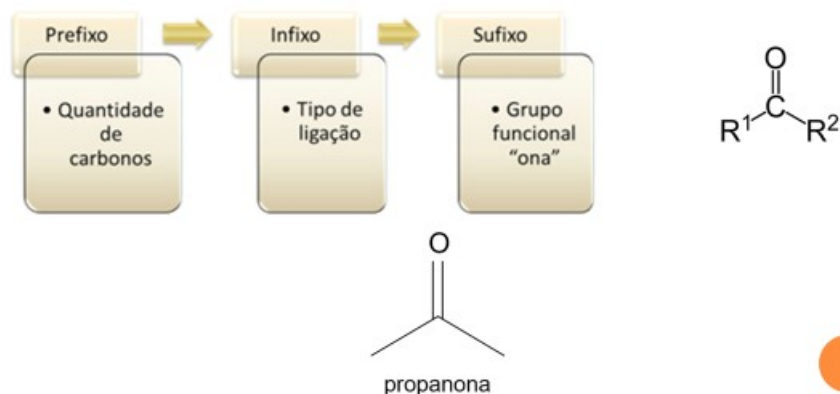 Prefixo
Infixo
Sufixo
• Quantidade
de
carbonos
• Tipo de
ligação
• Grupo
funcional
“ona”
O
C
R¹
R²
O
propanona